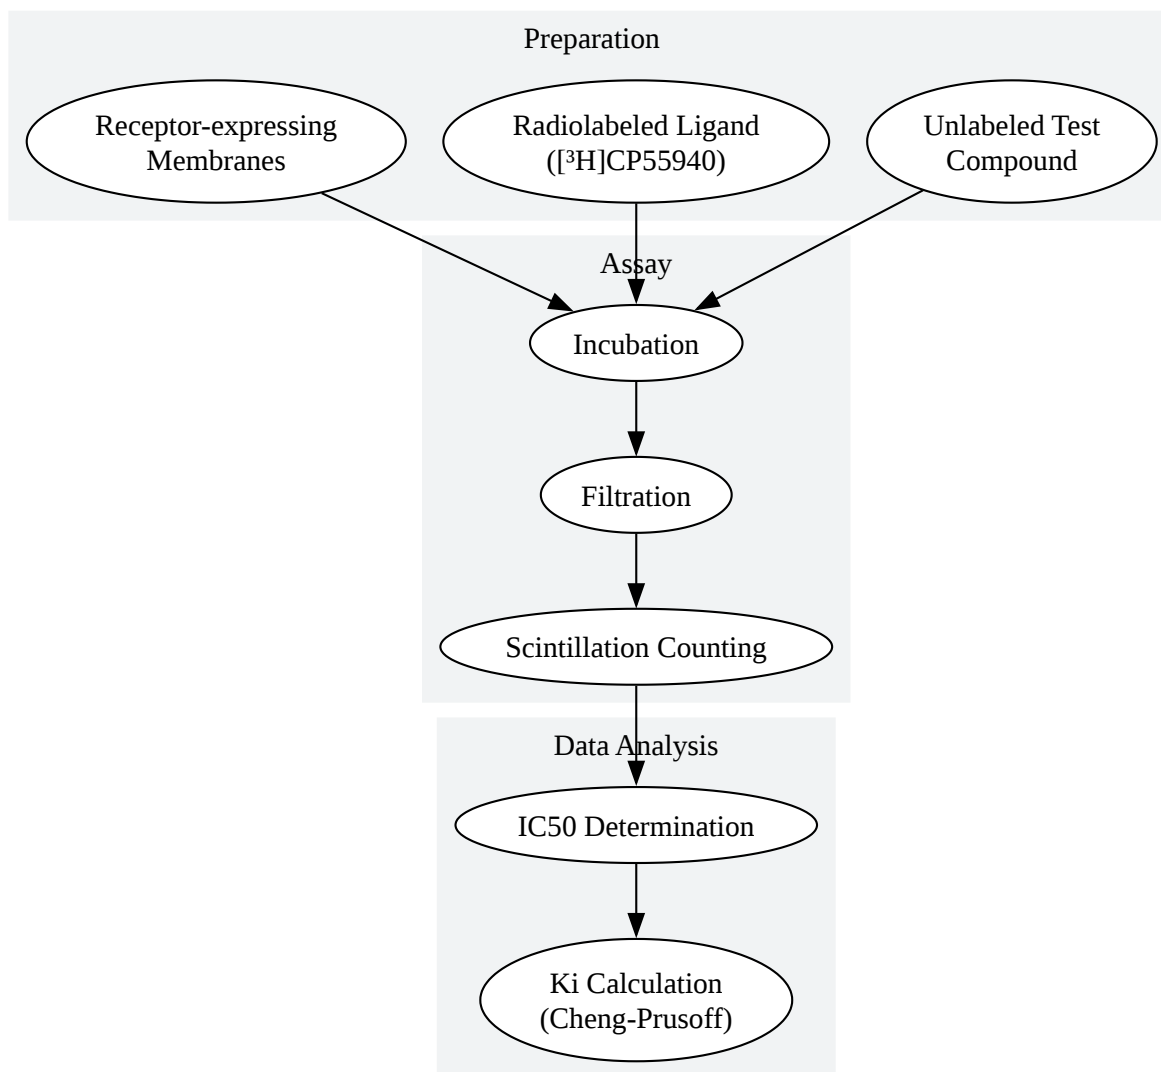 Preparation
Receptor-expressing
Membranes
Radiolabeled Ligand
([³H]CP55940)
Unlabeled Test
Compound
Assay
Incubation
Filtration
Scintillation Counting
Data Analysis
IC50 Determination
Ki Calculation
(Cheng-Prusoff)